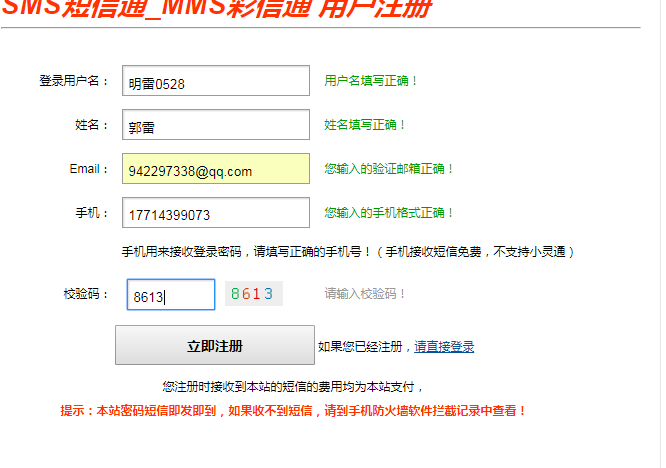 SMS短信通_MMS彩信通 用户注册
登录用户名： 明雷0528 用户名填写正确！
姓名： 郭雷 姓名填写正确！
Email： 942297338@qq.com 您输入的验证邮箱正确！
手机： 17714399073 您输入的手机格式正确！
手机用来接收登录密码，请填写正确的手机号！（手机接收短信免费，不支持小灵通）
校验码： 8613 8613 请输入校验码！
立即注册 如果您已经注册，请直接登录
您注册时接收到本站的短信的费用均为本站支付，
提示：本站密码短信即发即到，如果收不到短信，请到手机防火墙软件拦截记录中查看！